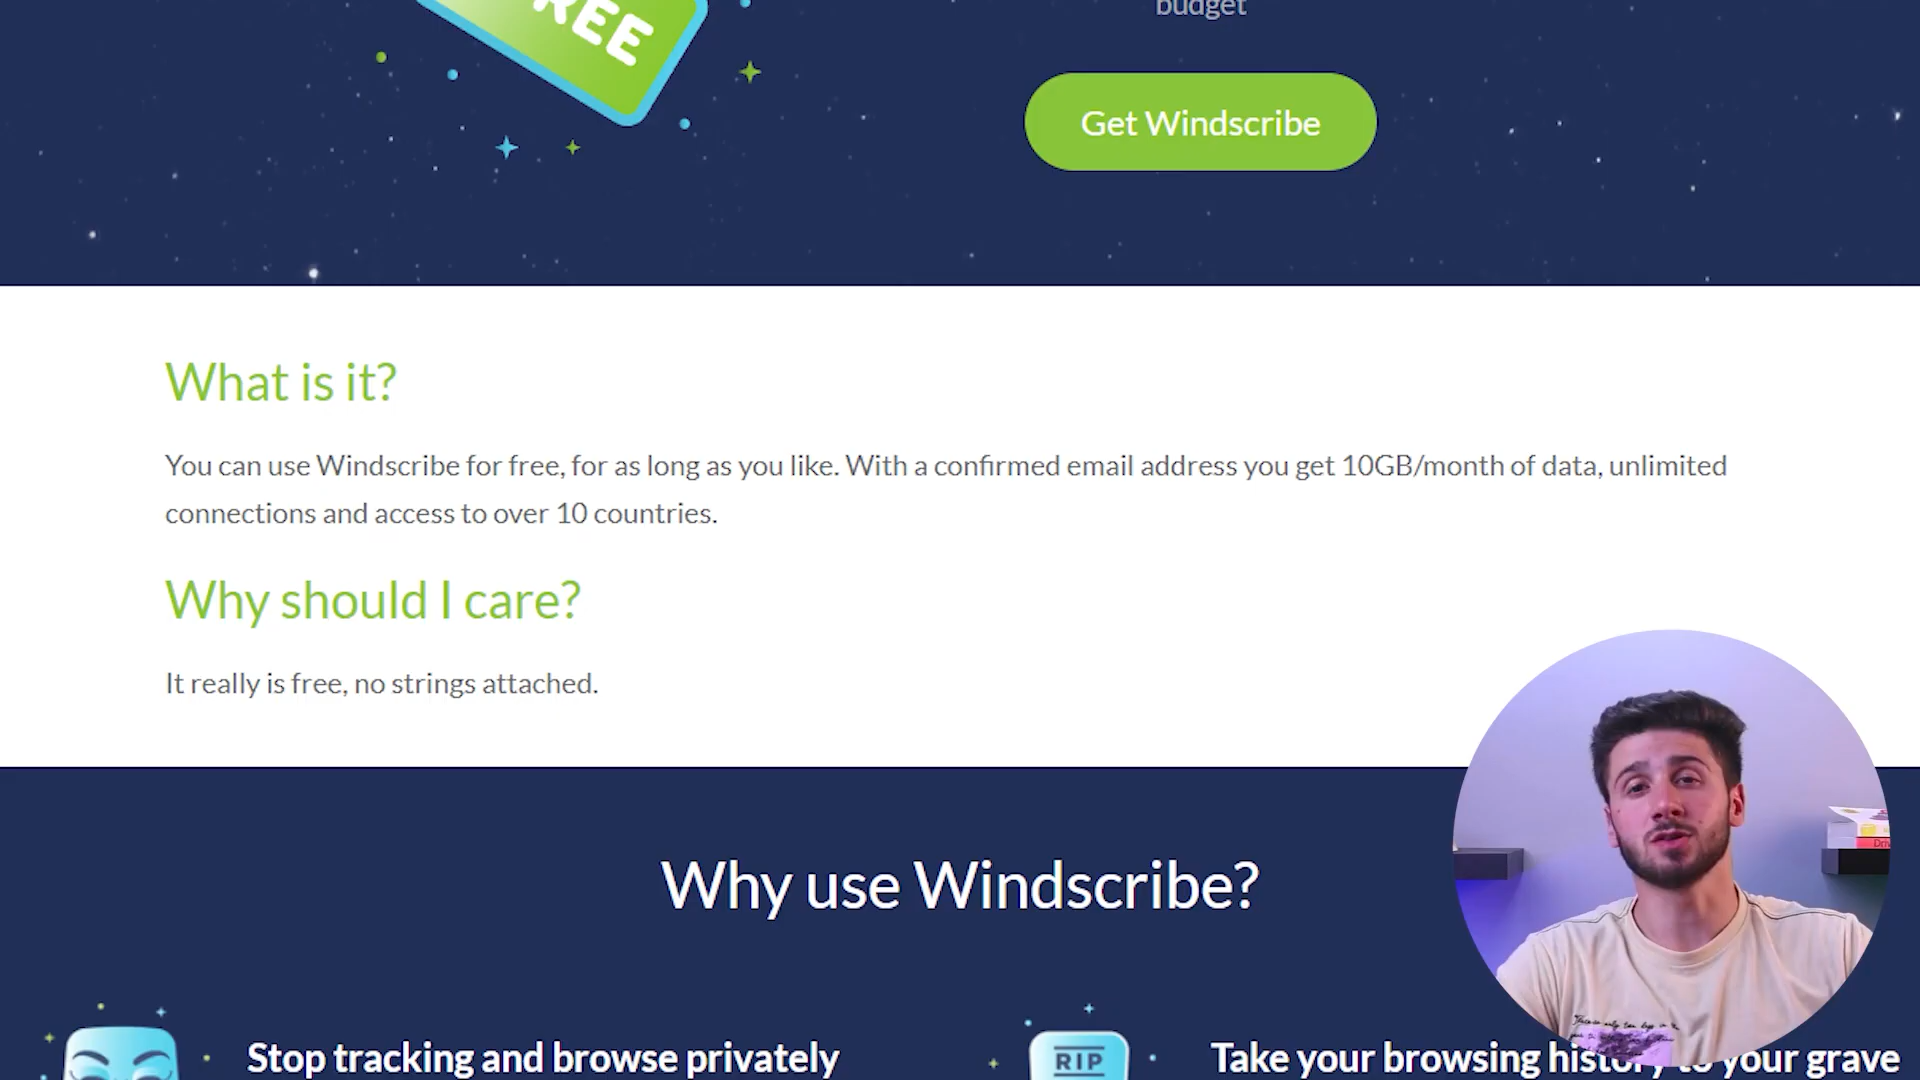 budget
REE
Get Windscribe
What is it?
You can use Windscribe for free, for as long as you like. With a confirmed email address you get 10GB/month of data, unlimited
connections and access to over 10 countries.
Why should I care?
It really is free, no strings attached.
Why use Windscribe?
Stop tracking and browse privately
RIP
Take your browsing history to your grave